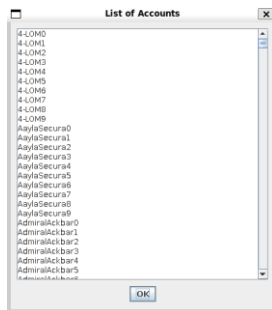 List of Accounts
4-LOM0
4-LOM1
4-LOM2
4-LOM3
4-LOM4
4-LOM5
4-LOM6
4-LOM7
4-LOM8
4-LOM9
AaylaSecura0
AaylaSecura1
AaylaSecura2
AaylaSecura3
AaylaSecura4
AaylaSecura5
AaylaSecura6
AaylaSecura7
AaylaSecura8
AaylaSecura9
AdmiralAckbar0
AdmiralAckbar1
AdmiralAckbar2
AdmiralAckbar3
AdmiralAckbar4
AdmiralAckbar5
OK